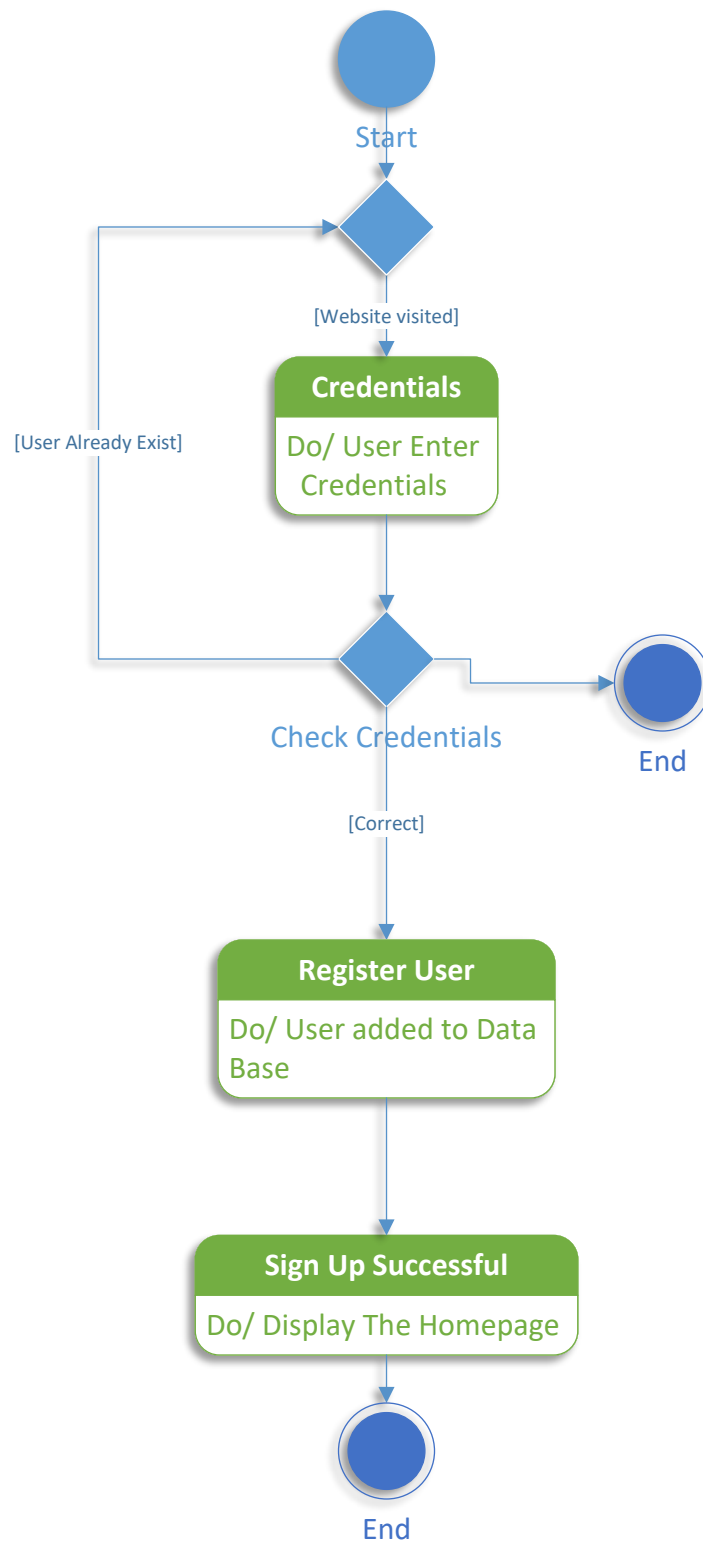 Start
[Website visited]
Credentials
[User Already Exist]
Do/ User Enter
Credentials
Check Credentials
End
[Correct]
Register User
Do/ User added to Data
Base
Sign Up Successful
Do/ Display The Homepage
End